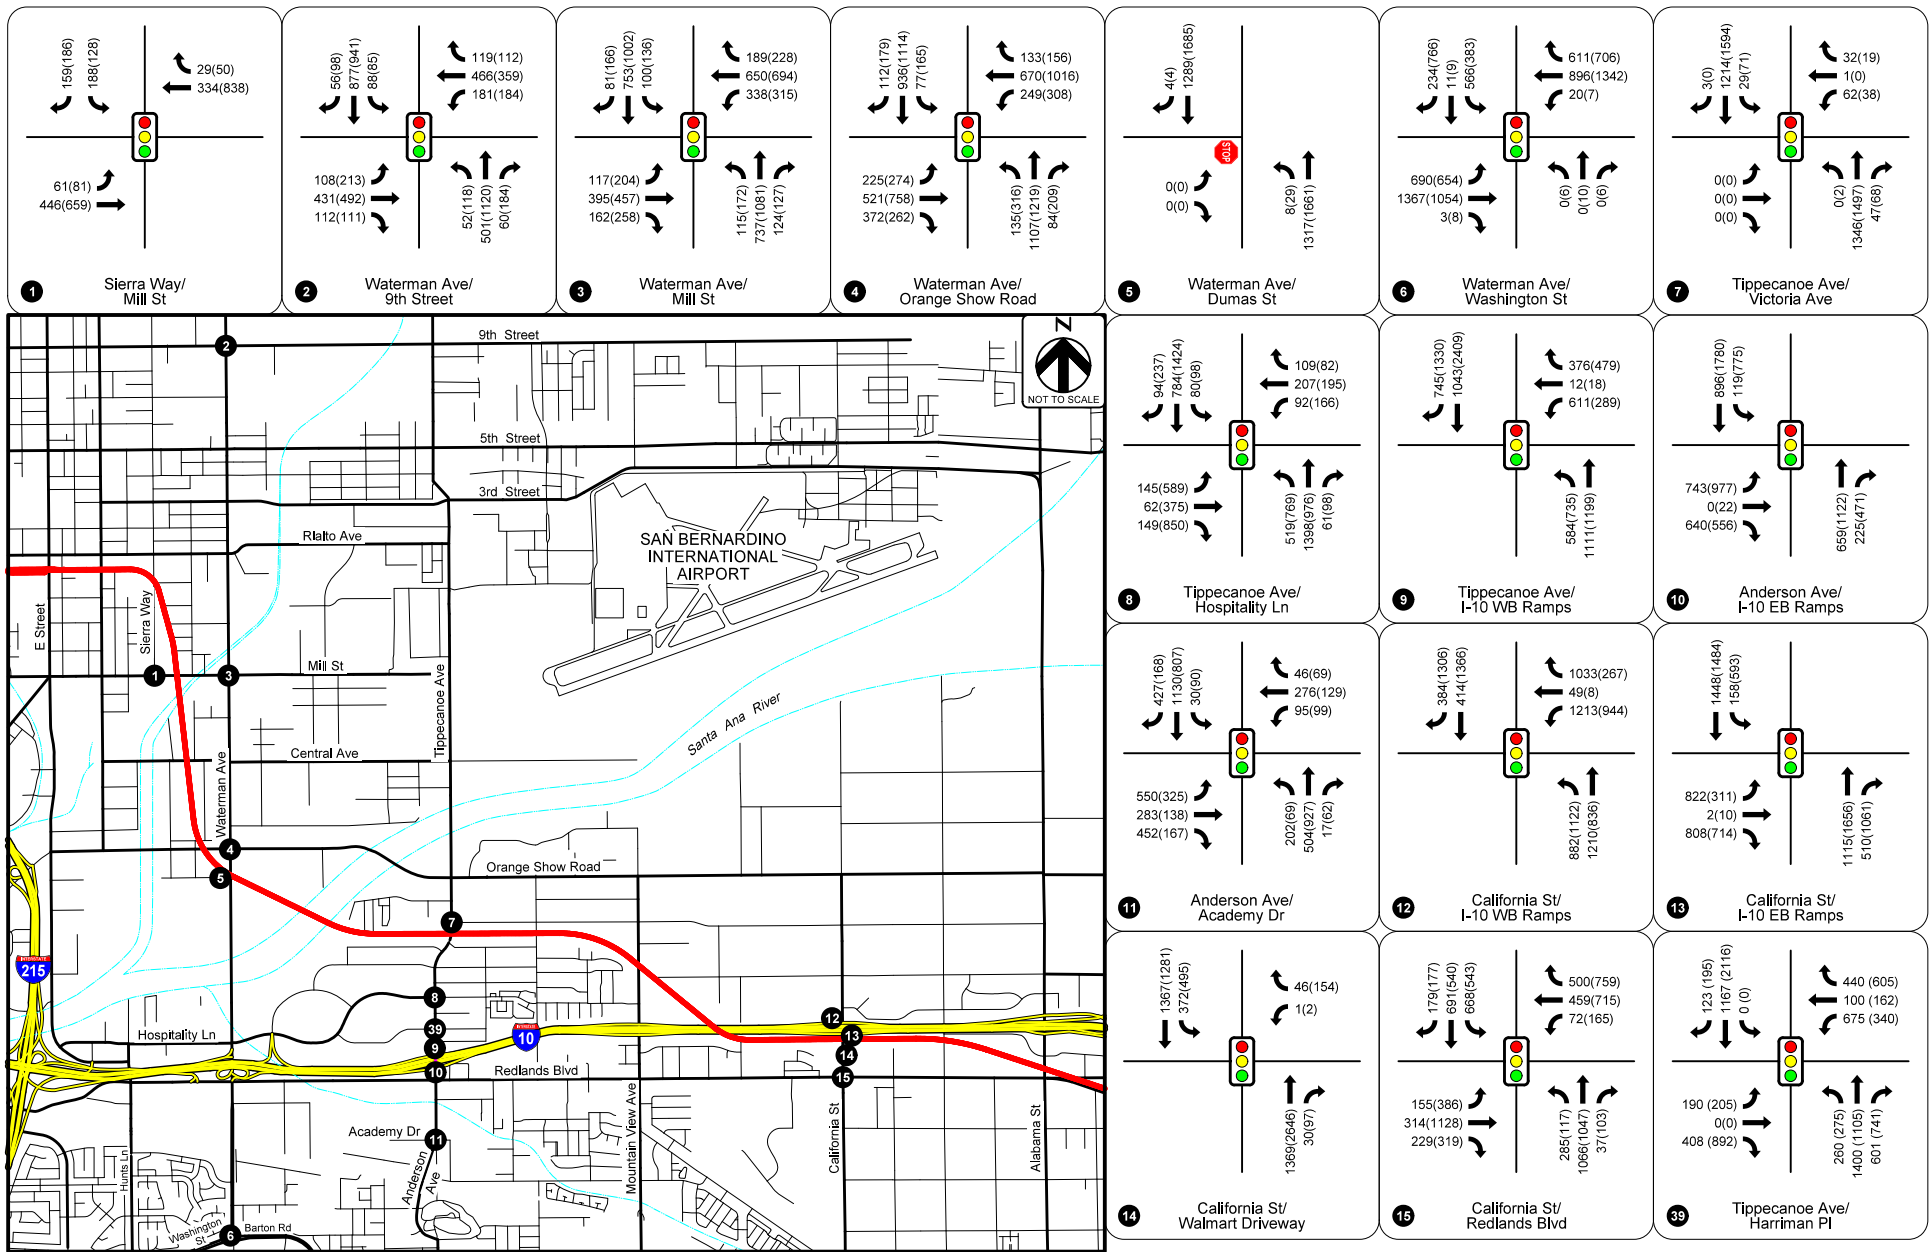 159(186)
188(128)
29(50)
334(838)
61(81)
446(659)
1
Sierra Way/
Mill St
56(98)
877(941)
88(85)
119(112)
466(359)
181(184)
108(213)
431(492)
112(111)
52(118)
501(1120)
60(184)
2
Waterman Ave/
9th Street
81(166)
753(1002)
100(136)
189(228)
650(694)
338(315)
117(204)
395(457)
162(258)
115(172)
737(1081)
124(127)
3
Waterman Ave/
Mill St
112(179)
936(1114)
77(165)
133(156)
670(1016)
249(308)
225(274)
521(758)
372(262)
135(316)
1107(1219)
84(209)
4
Waterman Ave/
Orange Show Road
4(4)
1289(1685)
STOP
0(0)
0(0)
8(29)
1317(1661)
5
Waterman Ave/
Dumas St
234(766)
11(9)
566(383)
611(706)
896(1342)
20(7)
690(654)
1367(1054)
3(8)
0(6)
0(10)
0(6)
6
Waterman Ave/
Washington St
3(0)
1214(1594)
29(71)
32(19)
1(0)
62(38)
0(0)
0(0)
0(0)
0(2)
1346(1497)
47(68)
7
Tippecanoe Ave/
Victoria Ave
94(237)
784(1424)
80(98)
109(82)
207(195)
92(166)
145(589)
62(375)
149(850)
519(769)
1398(976)
61(98)
8
Tippecanoe Ave/
Hospitality Ln
745(1330)
1043(2409)
376(479)
12(18)
611(289)
584(735)
1111(1199)
9
Tippecanoe Ave/
I-10 WB Ramps
896(1780)
119(775)
743(977)
0(22)
640(556)
659(1122)
225(471)
10
Anderson Ave/
I-10 EB Ramps
427(168)
1130(607)
30(90)
46(69)
276(129)
95(99)
550(325)
283(138)
452(167)
202(69)
504(927)
17(62)
11
Anderson Ave/
Academy Dr
384(1306)
414(1366)
1033(267)
49(8)
1213(944)
882(1122)
1210(836)
12
California St/
I-10 WB Ramps
1448(1484)
158(593)
822(311)
2(10)
808(714)
1115(1656)
510(1061)
13
California St/
I-10 EB Ramps
1367(1281)
372(495)
46(154)
1(2)
1369(2646)
30(97)
14
California St/
Walmart Driveway
179(177)
691(540)
668(543)
500(759)
459(715)
72(165)
155(386)
314(1128)
229(319)
285(117)
1066(1047)
37(103)
15
California St/
Redlands Blvd
123 (195)
1167 (2116)
0 (0)
440 (605)
100 (162)
675 (340)
190 (205)
0(0)
408 (892)
260 (275)
1400 (1105)
601 (741)
39
Tippecanoe Ave/
Harriman Pl
N
NOT TO SCALE
2
9th Street
5th Street
3rd Street
Rialto Ave
SAN BERNARDINO
INTERNATIONAL
AIRPORT
E Street
Sierra Way
Mill St
1
3
Tippecanoe Ave
Santa Ana River
Central Ave
Waterman Ave
4
5
Orange Show Road
7
INTERSTATE
215
8
Hospitality Ln
39
9
10
INTERSTATE
10
12
13
14
15
Redlands Blvd
Academy Dr
11
Anderson
Ave
Hunts Ln
Mountain View Ave
California St
Alabama St
Washington
St
6
Barton Rd